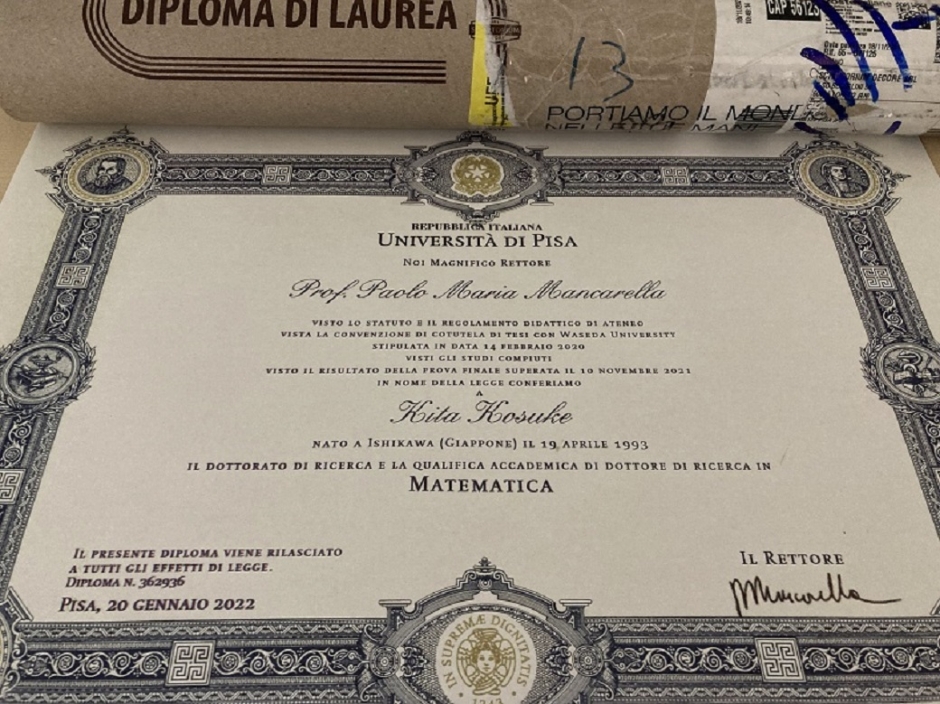 DIPLOMA DI LAUREA
CAP 56125
13
PORTIAMO IL MONDO
REPUBBLICA ITALIANA
UNIVERSITÀ DI PISA
NOI MAGNIFICO RETTORE
Prof. Paolo Maria Mancarella
VISTO LO STATUTO E IL REGOLAMENTO DIDATTICO DI ATENEO
VISTA LA CONVENZIONE DI COTUTELA DI TESI CON WASEDA UNIVERSITY
STIPULATA IN DATA 14 FEBBRAIO 2020
VISTI GLI STUDI COMPIUTI
VISTO IL RISULTATO DELLA PROVA FINALE SUPERATA IL 10 NOVEMBRE 2021
IN NOME DELLA LEGGE CONFERIAMO
A
Kita Kosuke
NATO A ISHIKAWA (GIAPPONE) IL 19 APRILE 1993
IL DOTTORATO DI RICERCA E LA QUALIFICA ACCADEMICA DI DOTTORE DI RICERCA IN
MATEMATICA
IL PRESENTE DIPLOMA VIENE RILASCIATO
A TUTTI GLI EFFETTI DI LEGGE.
DIPLOMA N. 362936
PISA, 20 GENNAIO 2022
IL RETTORE
PMMancarella
IN SUPREMÆ DIGNITATIS
1343